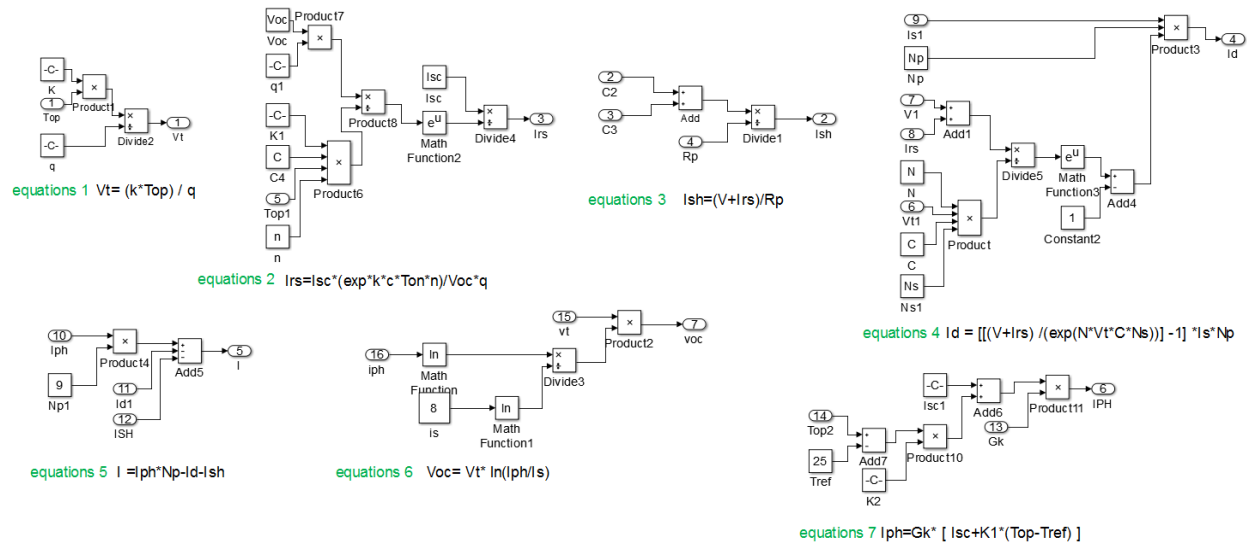 -C-
K
1
Top
×
Product1
-C-
q
×
÷
Divide2
1
Vt
equations 1 Vt= (k*Top) / q
Voc
Voc
Product7
×
-C-
q1
-C-
K1
C
C4
5
Top1
n
n
×
Product6
×
÷
Product8
e^u
Math
Function2
Isc
Isc
×
÷
Divide4
3
Irs
equations 2 Irs=Isc*(exp*k*c*Ton*n)/Voc*q
2
C2
3
C3
+
+
Add
4
Rp
×
÷
Divide1
2
Ish
equations 3 Ish=(V+Irs)/Rp
9
Is1
Np
Np
×
Product3
4
Id
7
V1
8
Irs
+
+
Add1
N
N
6
Vt1
C
C
Ns
Ns1
×
Product
×
÷
Divide5
e^u
Math
Function3
1
Constant2
+
−
Add4
equations 4 Id = [[(V+Irs) /(exp(N*Vt*C*Ns))] -1] *Is*Np
10
Iph
9
Np1
×
Product4
11
Id1
12
ISH
+
−
−
Add5
5
I
equations 5 I =Iph*Np-Id-Ish
15
vt
16
iph
ln
Math
Function
8
is
ln
Math
Function1
×
÷
Divide3
×
Product2
7
voc
equations 6 Voc= Vt* ln(Iph/Is)
14
Top2
25
Tref
+
−
Add7
-C-
K2
×
Product10
-C-
Isc1
+
+
Add6
13
Gk
×
Product11
6
IPH
equations 7 Iph=Gk* [ Isc+K1*(Top-Tref) ]